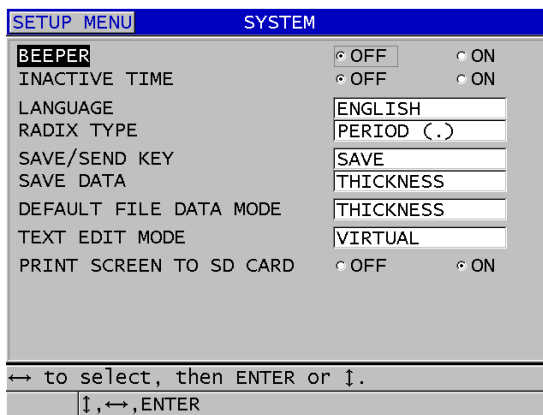 SETUP MENU SYSTEM
BEEPER OFF ON
INACTIVE TIME OFF ON
LANGUAGE ENGLISH
RADIX TYPE PERIOD (.)
SAVE/SEND KEY SAVE
SAVE DATA THICKNESS
DEFAULT FILE DATA MODE THICKNESS
TEXT EDIT MODE VIRTUAL
PRINT SCREEN TO SD CARD OFF ON
↔ to select, then ENTER or ↕.
↕,↔,ENTER